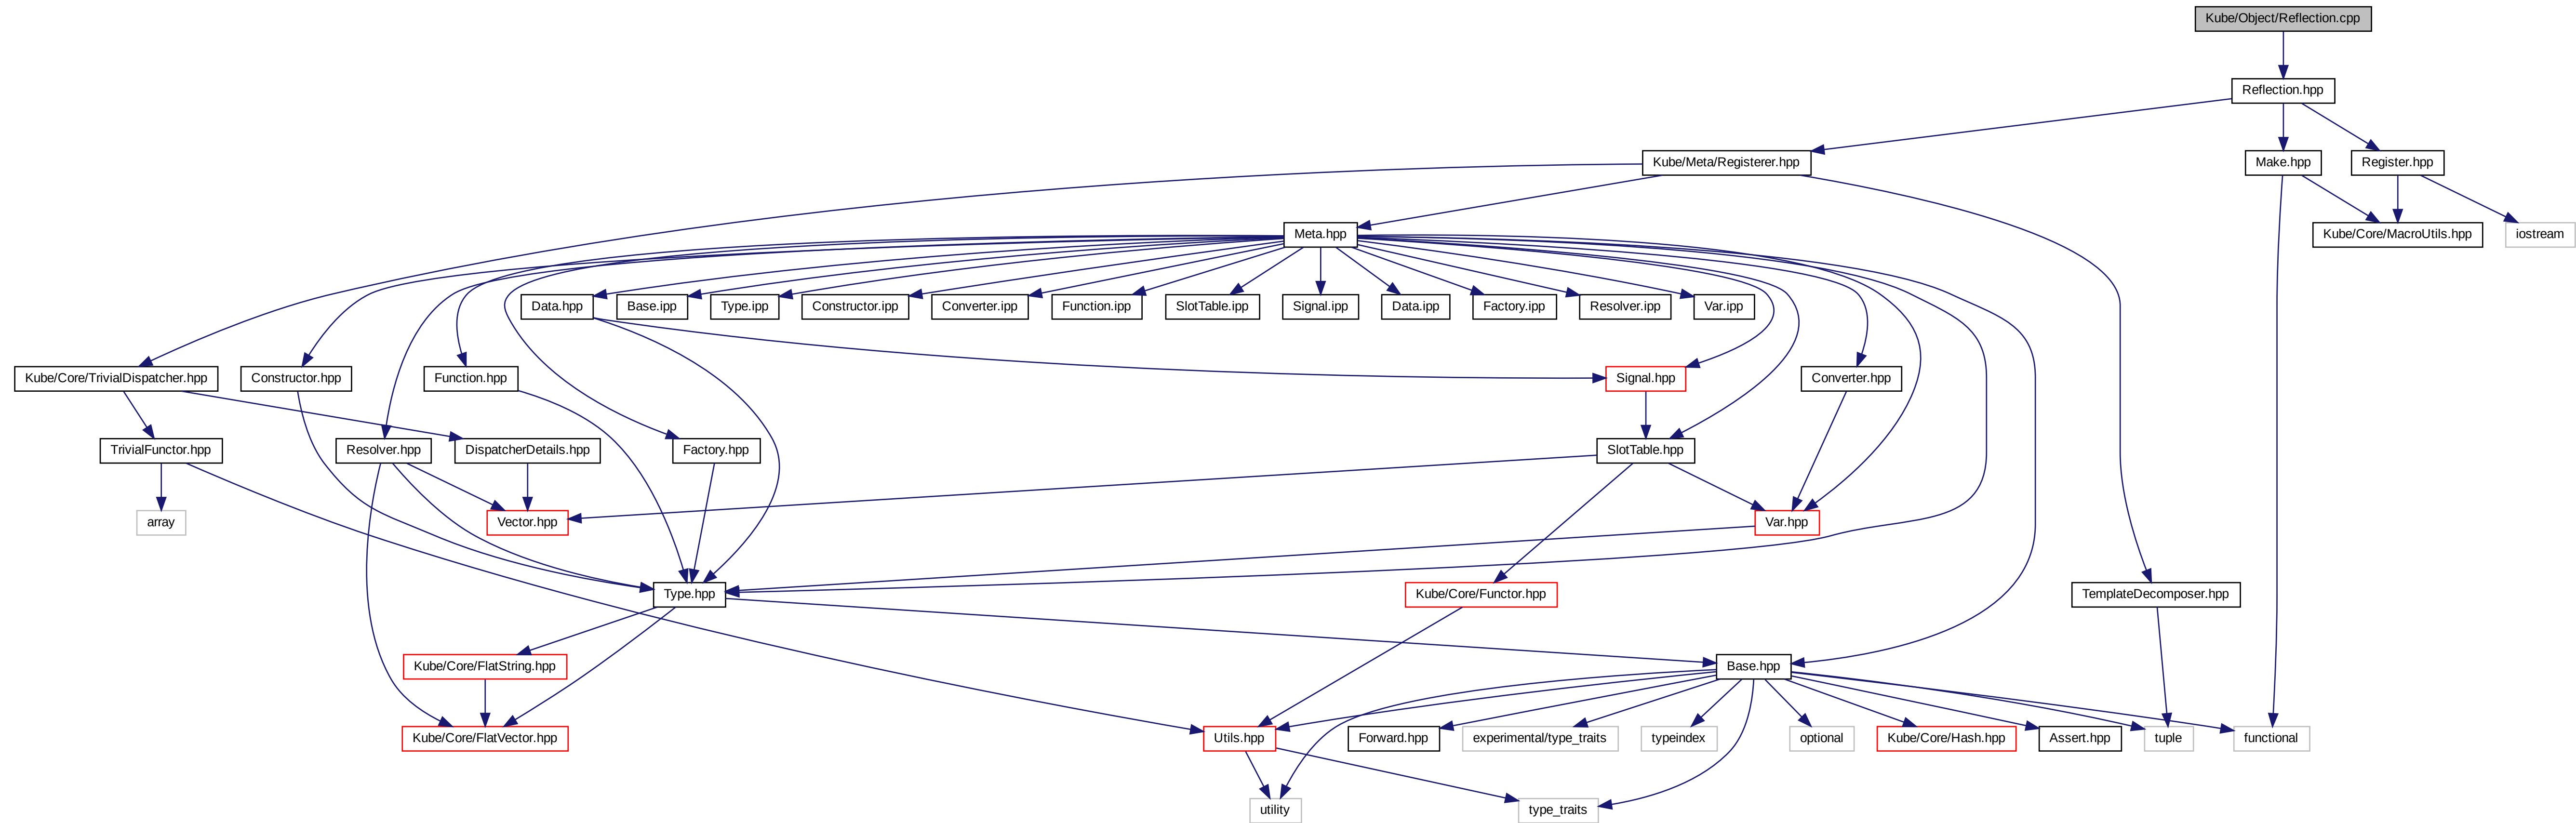 Kube/Object/Reflection.cpp
Reflection.hpp
Kube/Meta/Registerer.hpp
Make.hpp
Register.hpp
Meta.hpp
Kube/Core/MacroUtils.hpp
iostream
Data.hpp
Base.ipp
Type.ipp
Constructor.ipp
Converter.ipp
Function.ipp
SlotTable.ipp
Signal.ipp
Data.ipp
Factory.ipp
Resolver.ipp
Var.ipp
Kube/Core/TrivialDispatcher.hpp
Constructor.hpp
Function.hpp
Signal.hpp
Converter.hpp
TrivialFunctor.hpp
Resolver.hpp
DispatcherDetails.hpp
Factory.hpp
SlotTable.hpp
array
Vector.hpp
Var.hpp
Type.hpp
Kube/Core/Functor.hpp
TemplateDecomposer.hpp
Kube/Core/FlatString.hpp
Base.hpp
Kube/Core/FlatVector.hpp
Utils.hpp
Forward.hpp
experimental/type_traits
typeindex
optional
Kube/Core/Hash.hpp
Assert.hpp
tuple
functional
utility
type_traits